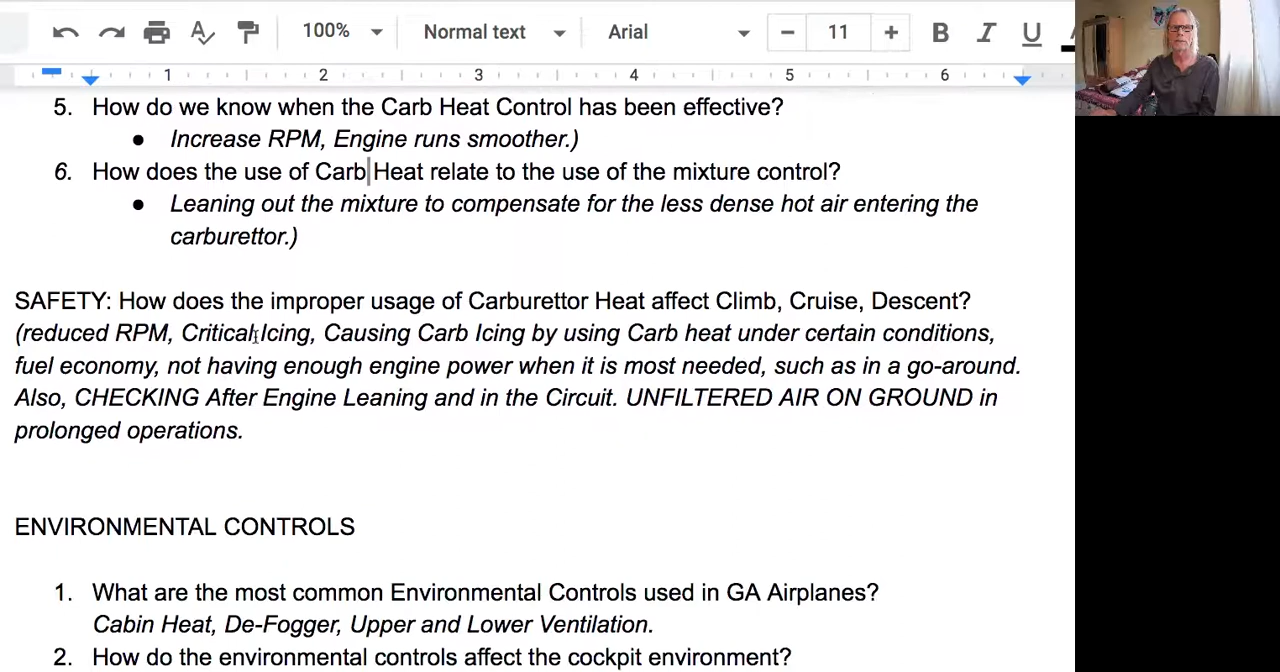 100% Normal text Arial 11 B I U
1 2 3 4 5 6
5. How do we know when the Carb Heat Control has been effective?
● Increase RPM, Engine runs smoother.)
6. How does the use of Carb Heat relate to the use of the mixture control?
● Leaning out the mixture to compensate for the less dense hot air entering the
carburettor.)
SAFETY: How does the improper usage of Carburettor Heat affect Climb, Cruise, Descent?
(reduced RPM, Critical Icing, Causing Carb Icing by using Carb heat under certain conditions,
fuel economy, not having enough engine power when it is most needed, such as in a go-around.
Also, CHECKING After Engine Leaning and in the Circuit. UNFILTERED AIR ON GROUND in
prolonged operations.
ENVIRONMENTAL CONTROLS
1. What are the most common Environmental Controls used in GA Airplanes?
Cabin Heat, De-Fogger, Upper and Lower Ventilation.
2. How do the environmental controls affect the cockpit environment?